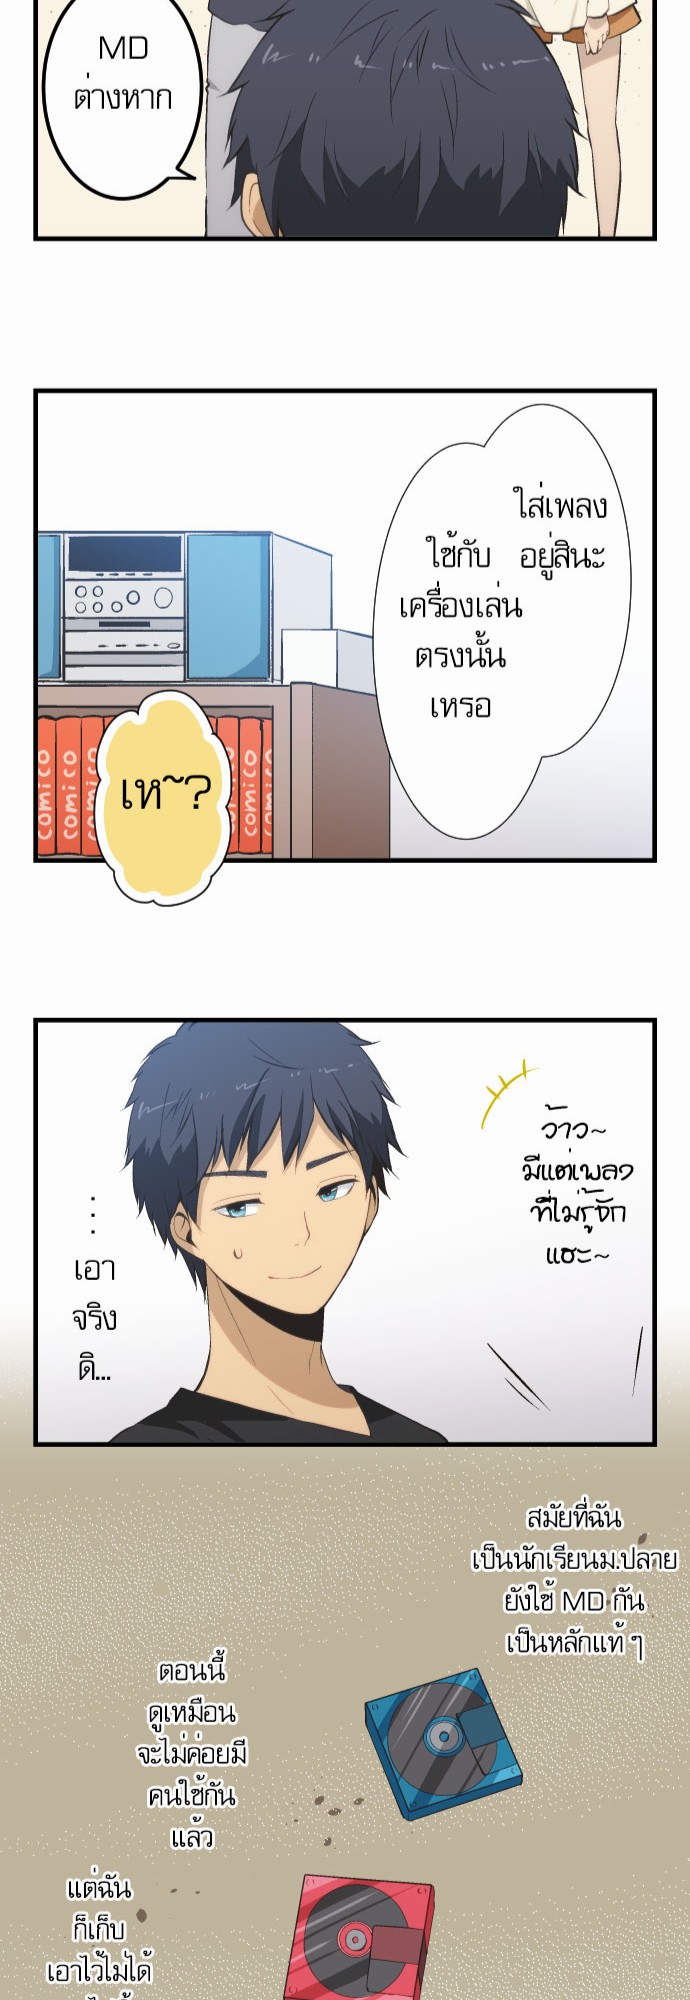 MD
ต่างหาก
ใส่เพลง
อยู่สินะ
ใช้กับ
เครื่องเล่น
ตรงนั้น
เหรอ
เห~?
comico
comico
comico
comico
comico
ว้าว~
มีแต่เพลง
ที่ไม่รู้จัก
แฮะ~
...
เอา
จริง
ดิ...
สมัยที่ฉัน
เป็นนักเรียนม.ปลาย
ยังใช้ MD กัน
เป็นหลักแท้ ๆ
ตอนนี้
ดูเหมือน
จะไม่ค่อยมี
คนใช้กัน
แล้ว
แต่ฉัน
ก็เก็บ
เอาไว้ไม่ได้